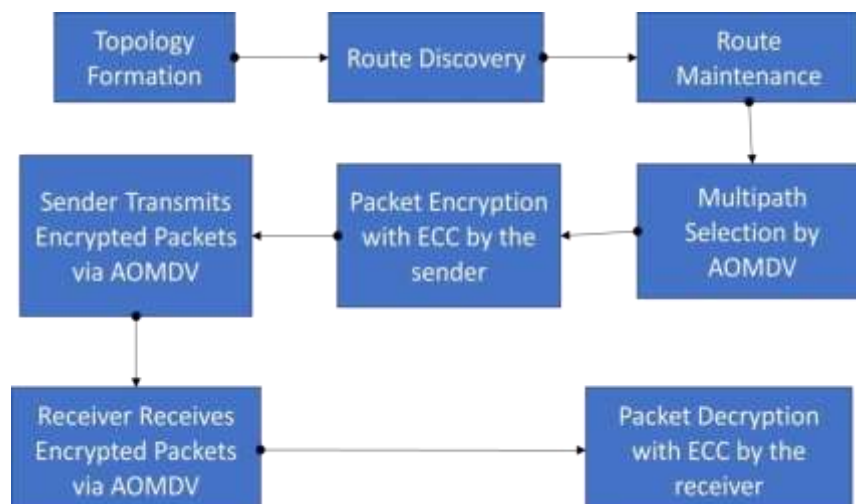 Topology
Formation
Route Discovery
Route
Maintenance
Sender Transmits
Encrypted Packets
via AOMDV
Packet Encryption
with ECC by the
sender
Multipath
Selection by
AOMDV
Receiver Receives
Encrypted Packets
via AOMDV
Packet Decryption
with ECC by the
receiver